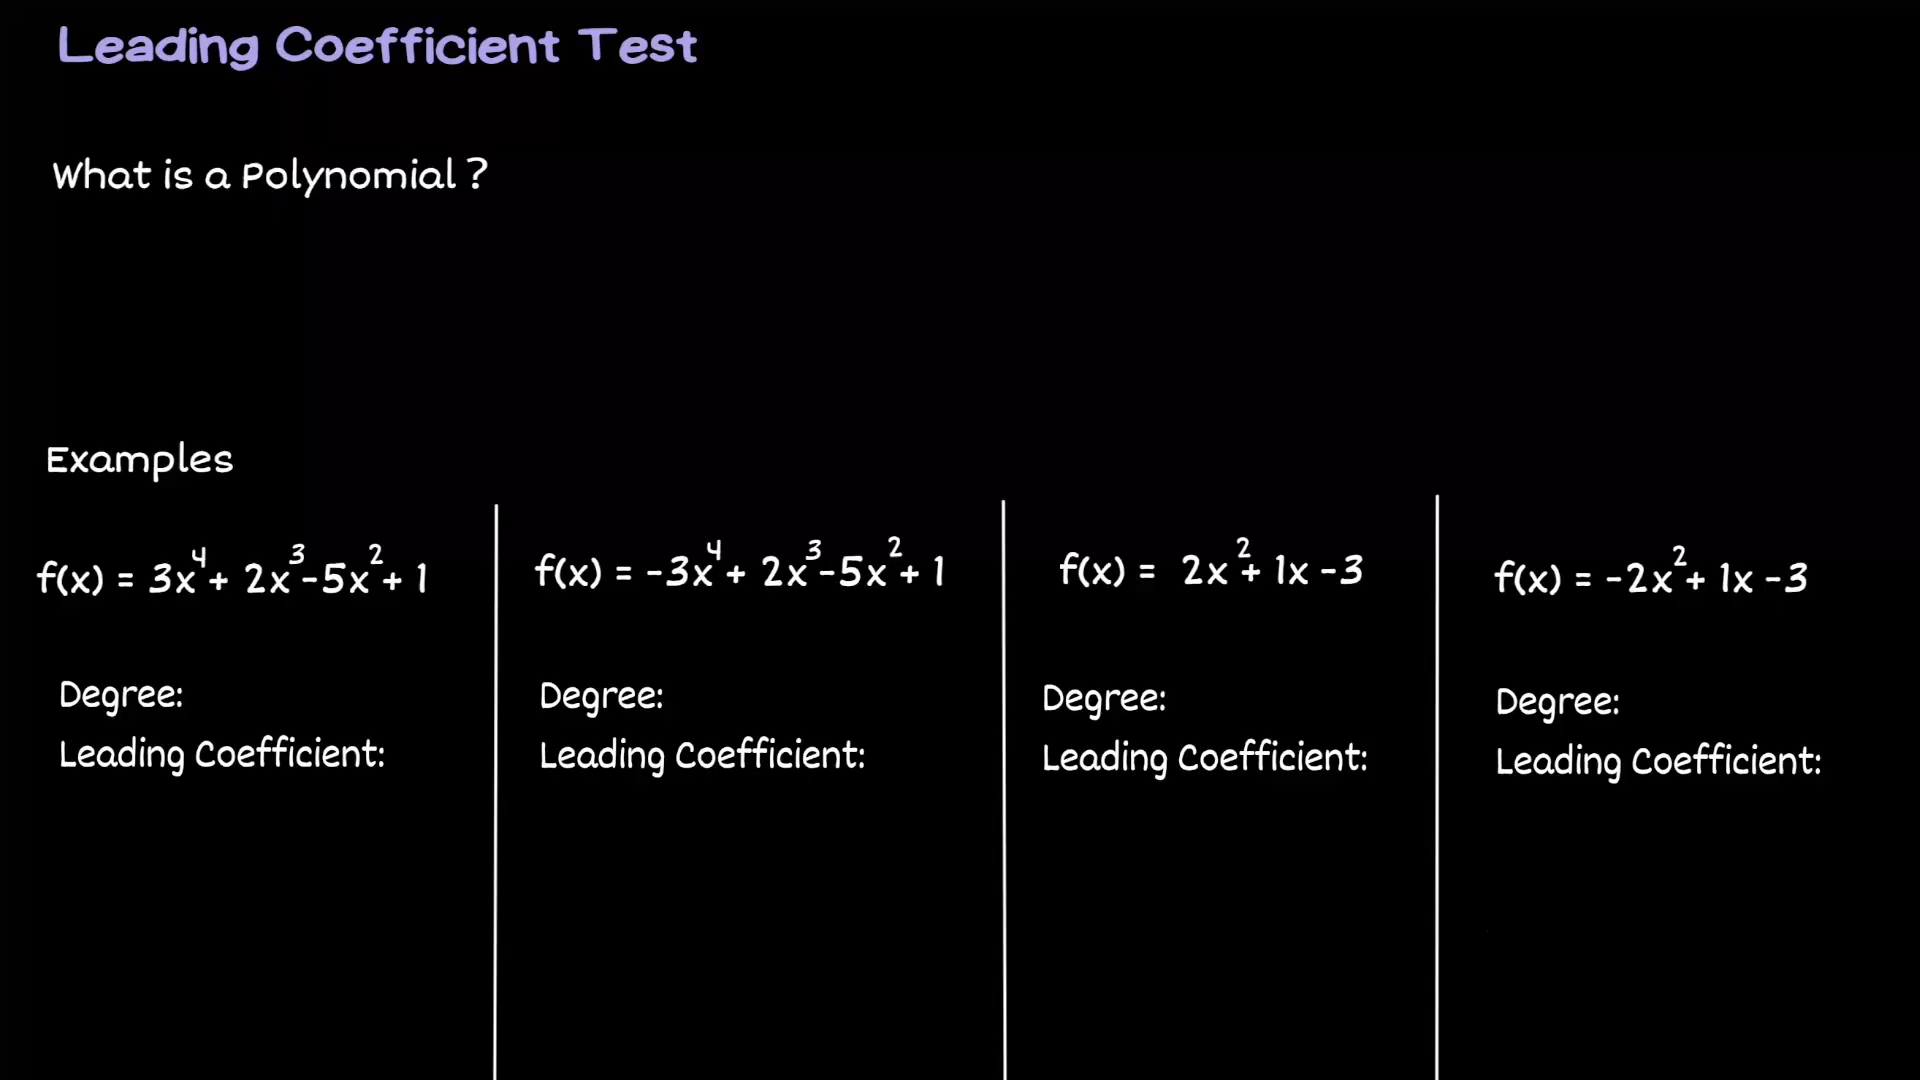 Leading Coefficient Test
What is a Polynomial ?
Examples
f(x) = 3x⁴+ 2x³-5x²+ 1
Degree:
Leading Coefficient:
f(x) = -3x⁴+ 2x³-5x²+ 1
Degree:
Leading Coefficient:
f(x) = 2x²+ 1x -3
Degree:
Leading Coefficient:
f(x) = -2x²+ 1x -3
Degree:
Leading Coefficient: